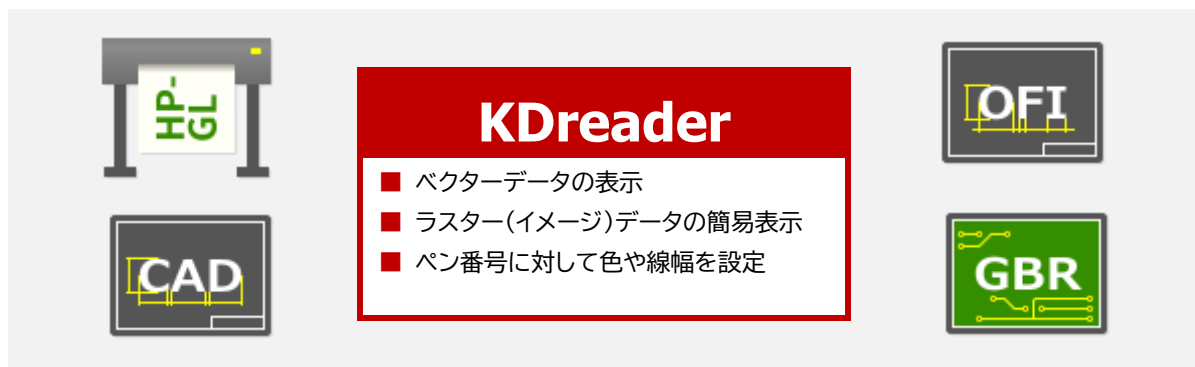 HP-
GL
CAD
KDreader
■ ベクターデータの表示
■ ラスター(イメージ)データの簡易表示
■ ペン番号に対して色や線幅を設定
OFI
GBR